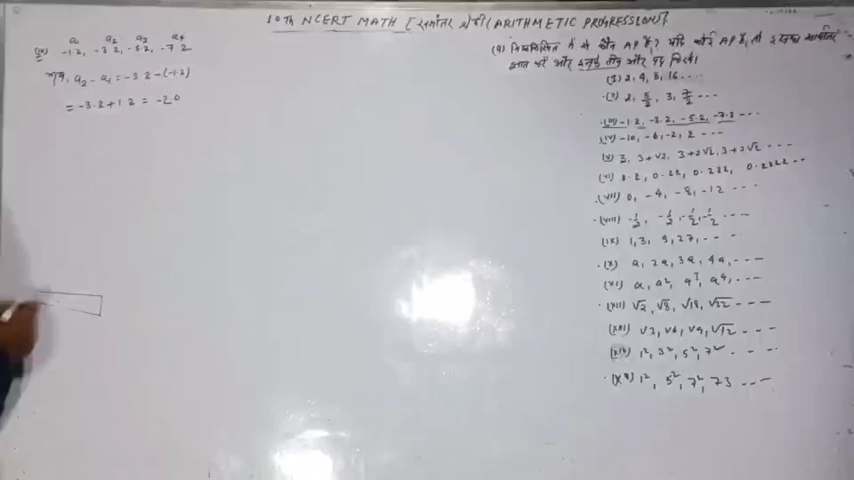 10th NCERT MATH [समांतर श्रेणी (ARITHMETIC PROGRESSION)]
a a₂ a₃ a₄
(iii) -1.2, -3.2, -5.2, -7.2
a₂ - a₁ = -3.2 - (-1.2)
= -3.2 + 1.2 = -2.0
(Q) निम्नलिखित में से कौन AP हैं? यदि कोई AP है, तो इसका सार्वअंतर
ज्ञात करें और इनके तीन और पद लिखें।
(I) 2, 4, 8, 16 ....
(II) 2, 5/2, 3, 7/2 ---
(III) -1.2, -3.2, -5.2, -7.2 ---
(IV) -10, -6, -2, 2 ---
(V) 3, 3+√2, 3+2√2, 3+3√2 ---
(VI) 0.2, 0.22, 0.222, 0.2222 --
(VII) 0, -4, -8, -12 ---
(VIII) -1/2, -1/2, -1/2, -1/2 ---
(IX) 1, 3, 9, 27, ---
(X) a, 2a, 3a, 4a, ---
(XI) a, a², a³, a⁴, ---
(XII) √2, √8, √18, √32 ---
(XIII) √3, √6, √9, √12 ---
(XIV) 1², 3², 5², 7² ---
(XV) 1², 5², 7², 73 ---